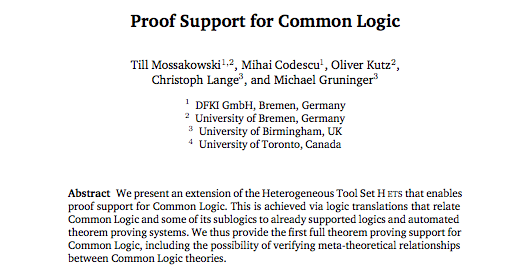 Proof Support for Common Logic
Till Mossakowski1,2, Mihai Codescu1, Oliver Kutz2,
Christoph Lange3, and Michael Gruninger3
1 DFKI GmbH, Bremen, Germany
2 University of Bremen, Germany
3 University of Birmingham, UK
4 University of Toronto, Canada
Abstract We present an extension of the Heterogeneous Tool Set HETS that enables
proof support for Common Logic. This is achieved via logic translations that relate
Common Logic and some of its sublogics to already supported logics and automated
theorem proving systems. We thus provide the first full theorem proving support for
Common Logic, including the possibility of verifying meta-theoretical relationships
between Common Logic theories.